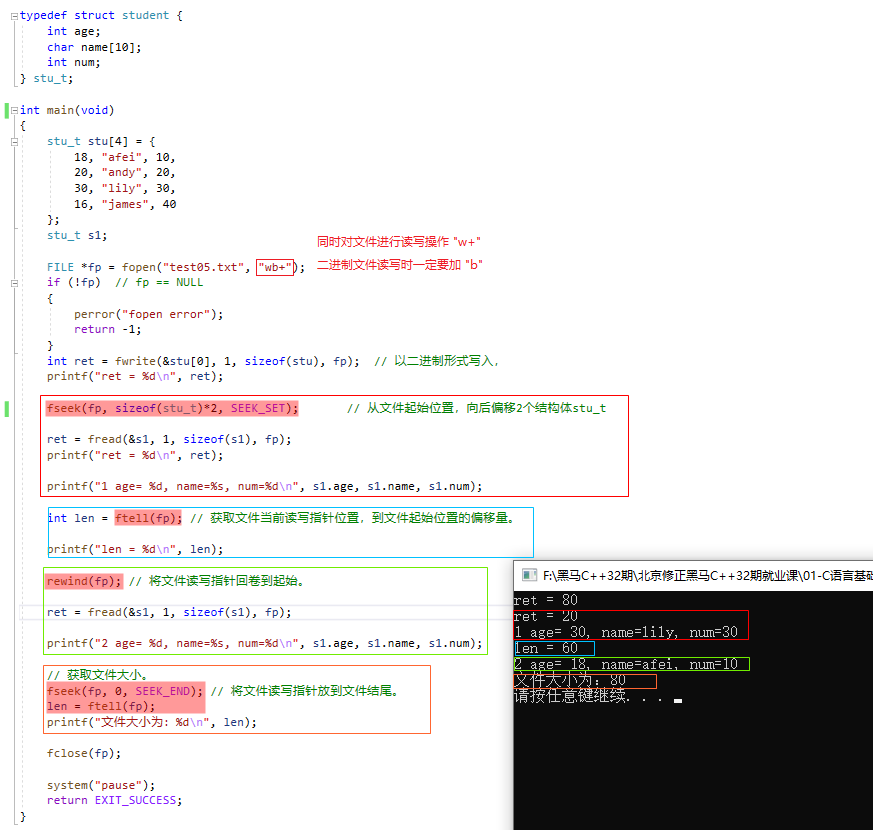 typedef struct student {
int age;
char name[10];
int num;
} stu_t;
int main(void)
{
stu_t stu[4] = {
18, "afei", 10,
20, "andy", 20,
30, "lily", 30,
16, "james", 40
};
stu_t s1;
同时对文件进行读写操作 "w+"
FILE *fp = fopen("test05.txt", "wb+"); 二进制文件读写时一定要加 "b"
if (!fp) // fp == NULL
{
perror("fopen error");
return -1;
}
int ret = fwrite(&stu[0], 1, sizeof(stu), fp); // 以二进制形式写入,
printf("ret = %d\n", ret);
fseek(fp, sizeof(stu_t)*2, SEEK_SET); // 从文件起始位置，向后偏移2个结构体stu_t
ret = fread(&s1, 1, sizeof(s1), fp);
printf("ret = %d\n", ret);
printf("1 age= %d, name=%s, num=%d\n", s1.age, s1.name, s1.num);
int len = ftell(fp); // 获取文件当前读写指针位置，到文件起始位置的偏移量。
printf("len = %d\n", len);
rewind(fp); // 将文件读写指针回卷到起始。
ret = fread(&s1, 1, sizeof(s1), fp);
printf("2 age= %d, name=%s, num=%d\n", s1.age, s1.name, s1.num);
// 获取文件大小。
fseek(fp, 0, SEEK_END); // 将文件读写指针放到文件结尾。
len = ftell(fp);
printf("文件大小为: %d\n", len);
fclose(fp);
system("pause");
return EXIT_SUCCESS;
}
F:\黑马C++32期\北京修正黑马C++32期就业课\01-C语言基础
ret = 80
ret = 20
1 age= 30, name=lily, num=30
len = 60
2 age= 18, name=afei, num=10
文件大小为: 80
请按任意键继续. . .